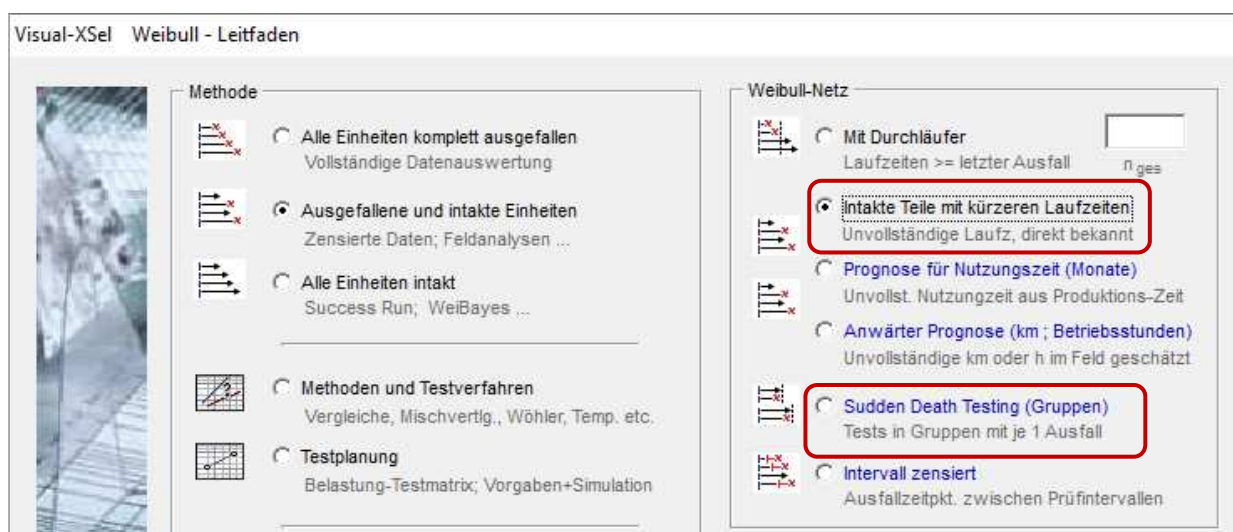 Visual-XSel Weibull - Leitfaden
Methode
Alle Einheiten komplett ausgefallen
Vollständige Datenauswertung
Ausgefallene und intakte Einheiten
Zensierte Daten; Feldanalysen ...
Alle Einheiten intakt
Success Run; WeiBayes ...
Methoden und Testverfahren
Vergleiche, Mischvertlg., Wöhler, Temp. etc.
Testplanung
Belastung-Testmatrix; Vorgaben+Simulation
Weibull-Netz
Mit Durchläufer
Laufzeiten >= letzter Ausfall
n ges
Intakte Teile mit kürzeren Laufzeiten
Unvollständige Laufz, direkt bekannt
Prognose für Nutzungszeit (Monate)
Unvollst. Nutzungzeit aus Produktions-Zeit
Anwärter Prognose (km ; Betriebsstunden)
Unvollständige km oder h im Feld geschätzt
Sudden Death Testing (Gruppen)
Tests in Gruppen mit je 1 Ausfall
Intervall zensiert
Ausfallzeitpkt. zwischen Prüfintervallen